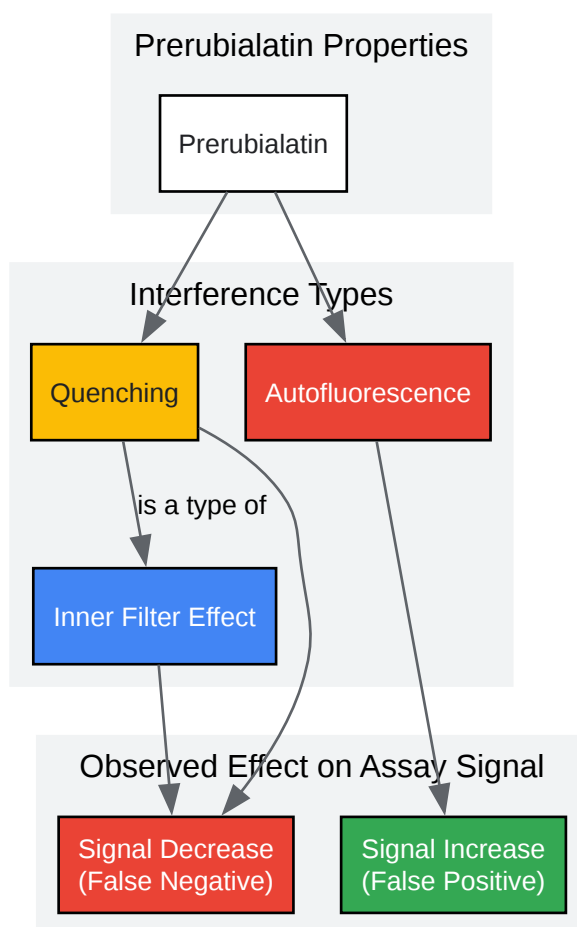 Prerubialatin Properties
Prerubialatin
Interference Types
Quenching
Autofluorescence
is a type of
Inner Filter Effect
Observed Effect on Assay Signal
Signal Decrease
(False Negative)
Signal Increase
(False Positive)